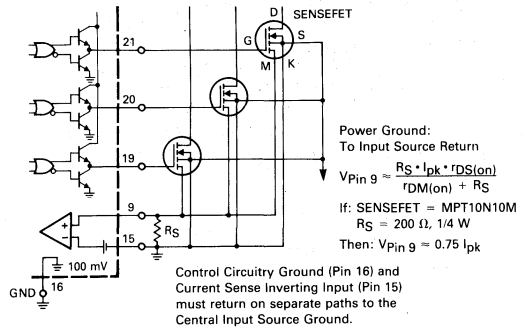 D SENSEFET
21
G
S
M
K
20
Power Ground:
To Input Source Return
VPin 9 ≈ RS • Ipk • rDS(on)
rDM(on) + RS
If: SENSEFET = MPT10N10M
RS = 200 Ω, 1/4 W
Then: VPin 9 ≈ 0.75 Ipk
19
9
+
−
RS
15
100 mV
16
GND
Control Circuitry Ground (Pin 16) and
Current Sense Inverting Input (Pin 15)
must return on separate paths to the
Central Input Source Ground.